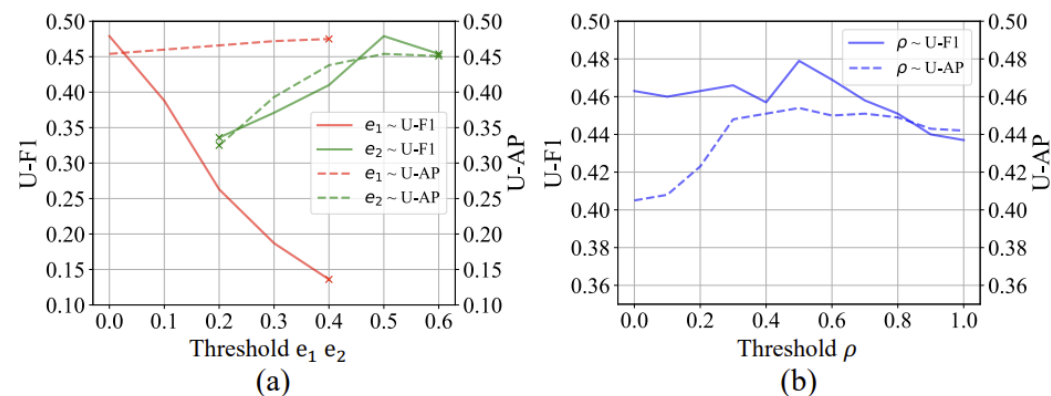 0.50
0.45
0.40
0.35
0.30
0.25
0.20
0.15
0.10
U-F1
0.0 0.1 0.2 0.3 0.4 0.5 0.6
Threshold e₁ e₂
0.50
0.45
0.40
0.35
0.30
0.25
0.20
0.15
0.10
U-AP
e₁ ~ U-F1
e₂ ~ U-F1
e₁ ~ U-AP
e₂ ~ U-AP
(a)
0.50
0.48
0.46
0.44
0.42
0.40
0.38
0.36
U-F1
0.0 0.2 0.4 0.6 0.8 1.0
Threshold ρ
0.50
0.48
0.46
0.44
0.42
0.40
0.38
0.36
U-AP
ρ ~ U-F1
ρ ~ U-AP
(b)